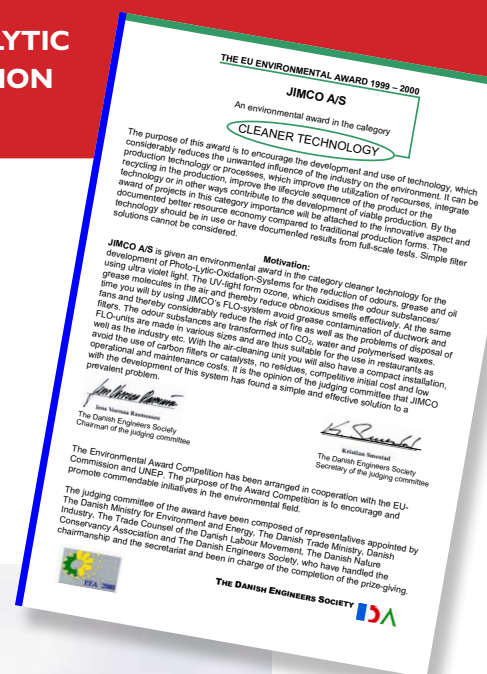 LYTIC
ION
THE EU ENVIRONMENTAL AWARD 1999 – 2000
JIMCO A/S
An environmental award in the category
CLEANER TECHNOLOGY
The purpose of this award is to encourage the development and use of technology, which
considerably reduces the unwanted influence of the industry on the environment. It can be
production technology or processes, which improve the utilization of recourses, integrate
recycling in the production, improve the lifecycle sequence of the product or the
technology or in other ways contribute to the development of viable production. By the
award of projects in this category importance will be attached to the innovative aspect and
documented better resource economy compared to traditional production forms. The
technology should be in use or have documented results from full-scale tests. Simple filter
solutions cannot be considered.
Motivation:
JIMCO A/S is given an environmental award in the category cleaner technology for the
development of Photo-Lytic-Oxidation-Systems for the reduction of odours, grease and oil
using ultra violet light. The UV-light form ozone, which oxidises the odour substances/
grease molecules in the air and thereby reduce obnoxious smells effectively. At the same
time you will by using JIMCO's FLO-system avoid grease contamination of ductwork and
fans and thereby considerably reduce the risk of fire as well as the problems of disposal of
filters. The odour substances are transformed into CO₂, water and polymerised waxes.
FLO-units are made in various sizes and are thus suitable for the use in restaurants as
well as the industry etc. With the air-cleaning unit you will also have a compact installation,
avoid the use of carbon filters or catalysts, no residues, competitive initial cost and low
operational and maintenance costs. It is the opinion of the judging committee that JIMCO
with the development of this system has found a simple and effective solution to a
prevalent problem.
Jens Vorman Rasmussen
The Danish Engineers Society
Chairman of the judging committee
Kristian Smestad
The Danish Engineers Society
Secretary of the judging committee
The Environmental Award Competition has been arranged in cooperation with the EU-
Commission and UNEP. The purpose of the Award Competition is to encourage and
promote commendable initiatives in the environmental field.
The judging committee of the award have been composed of representatives appointed by
The Danish Ministry for Environment and Energy, The Danish Trade Ministry, Danish
Industry, The Trade Counsel of the Danish Labour Movement, The Danish Nature
Conservancy Association and The Danish Engineers Society, who have handled the
chairmanship and the secretariat and been in charge of the completion of the prize-giving.
EEA 2000
THE DANISH ENGINEERS SOCIETY IDA